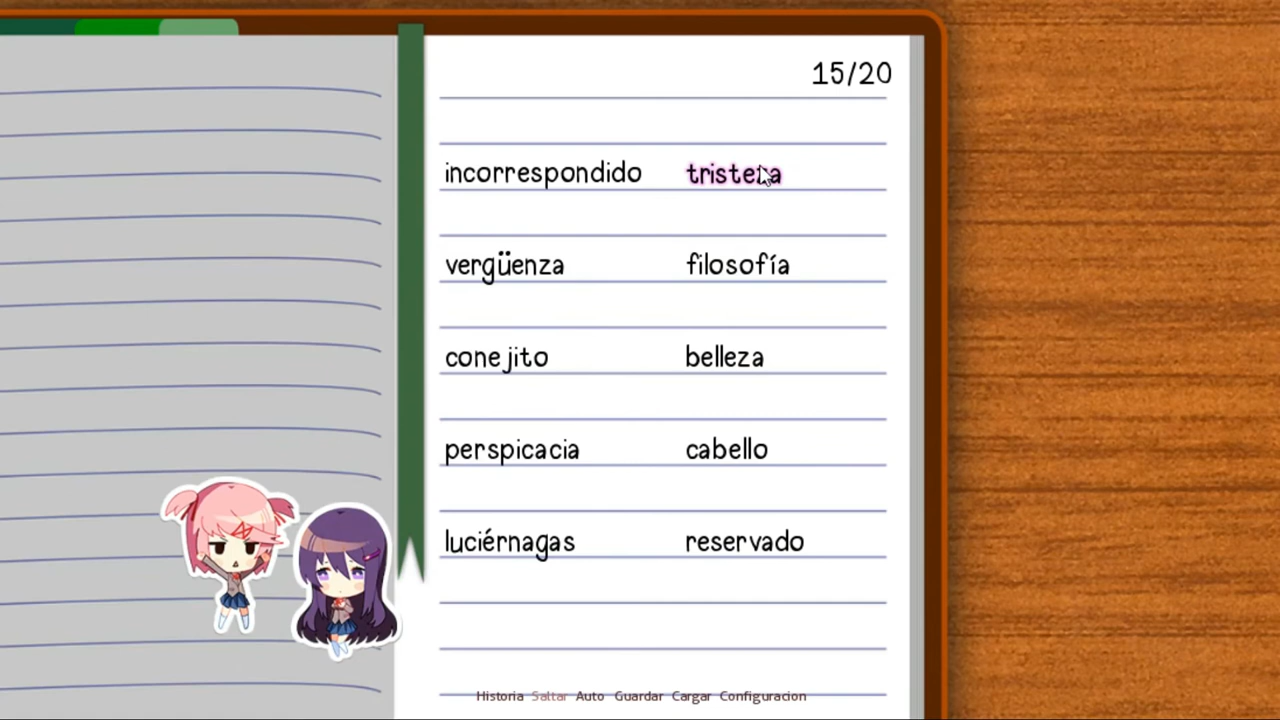 15/20
incorrespondido tristeza
vergüenza filosofía
conejito belleza
perspicacia cabello
luciérnagas reservado
Historia Saltar Auto Guardar Cargar Configuracion